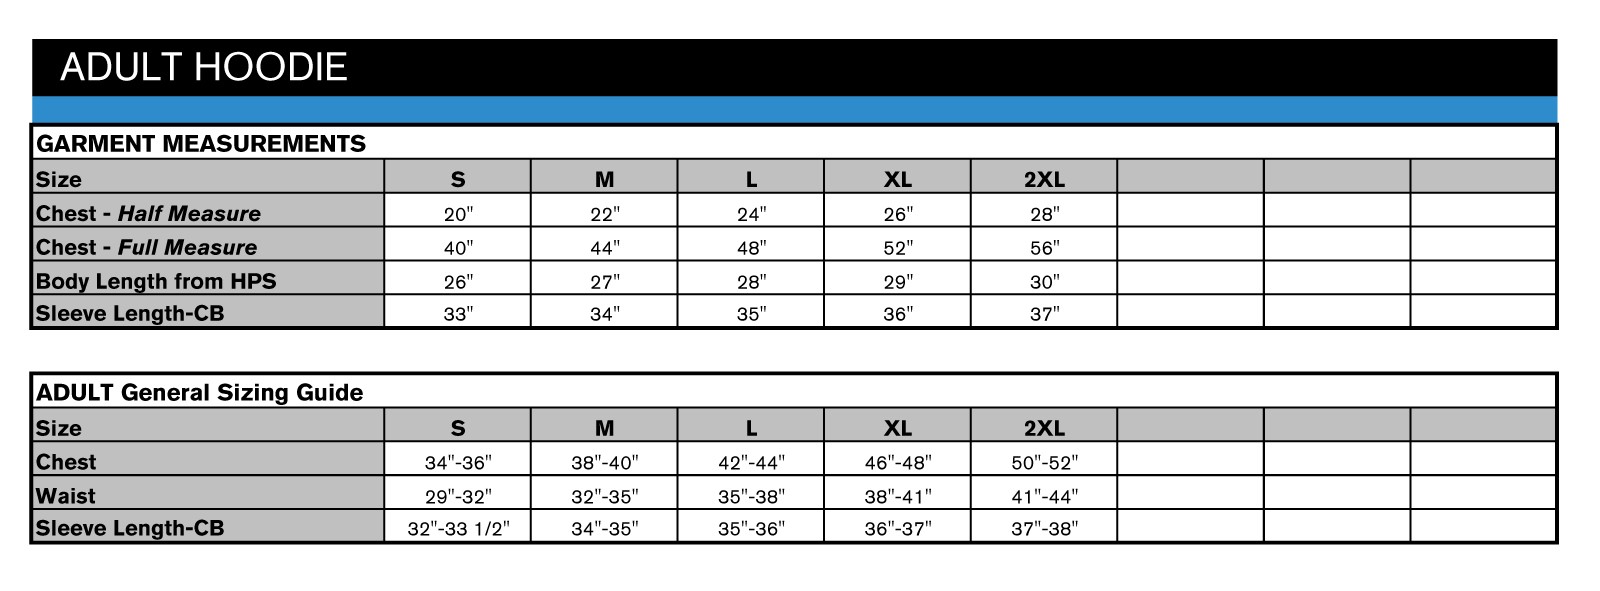 ADULT HOODIE
GARMENT MEASUREMENTS
Size S M L XL 2XL
Chest - Half Measure 20" 22" 24" 26" 28"
Chest - Full Measure 40" 44" 48" 52" 56"
Body Length from HPS 26" 27" 28" 29" 30"
Sleeve Length-CB 33" 34" 35" 36" 37"
ADULT General Sizing Guide
Size S M L XL 2XL
Chest 34"-36" 38"-40" 42"-44" 46"-48" 50"-52"
Waist 29"-32" 32"-35" 35"-38" 38"-41" 41"-44"
Sleeve Length-CB 32"-33 1/2" 34"-35" 35"-36" 36"-37" 37"-38"